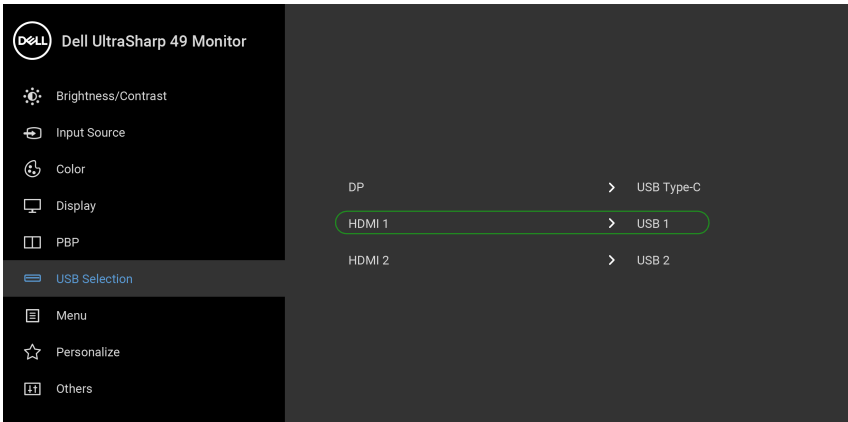 DELL Dell UltraSharp 49 Monitor
Brightness/Contrast
Input Source
Color
Display
PBP
USB Selection
Menu
Personalize
Others
DP USB Type-C
HDMI 1 USB 1
HDMI 2 USB 2